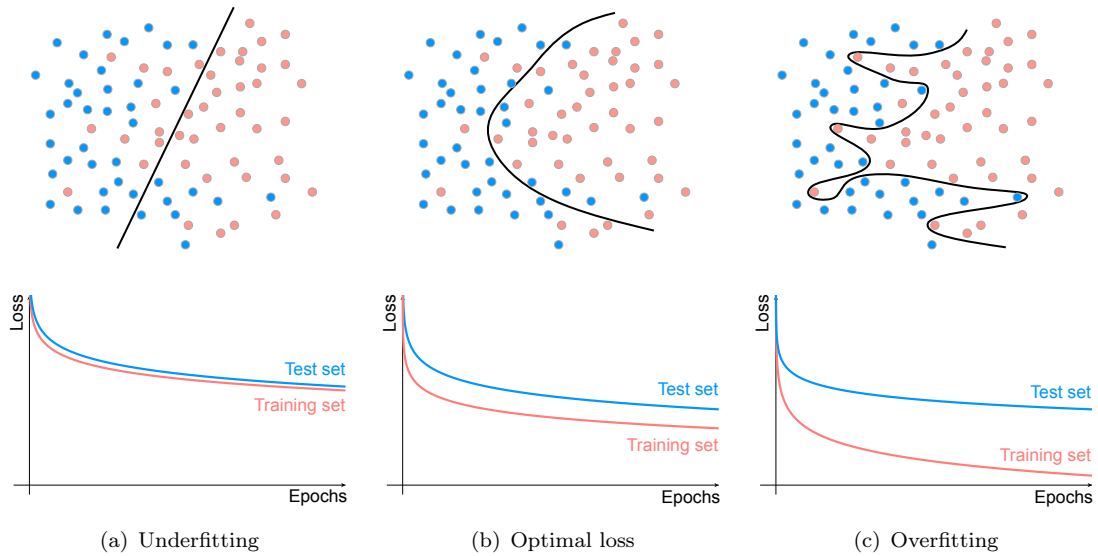 Loss
Test set
Training set
Epochs
(a) Underfitting
Loss
Test set
Training set
Epochs
(b) Optimal loss
Loss
Test set
Training set
Epochs
(c) Overfitting